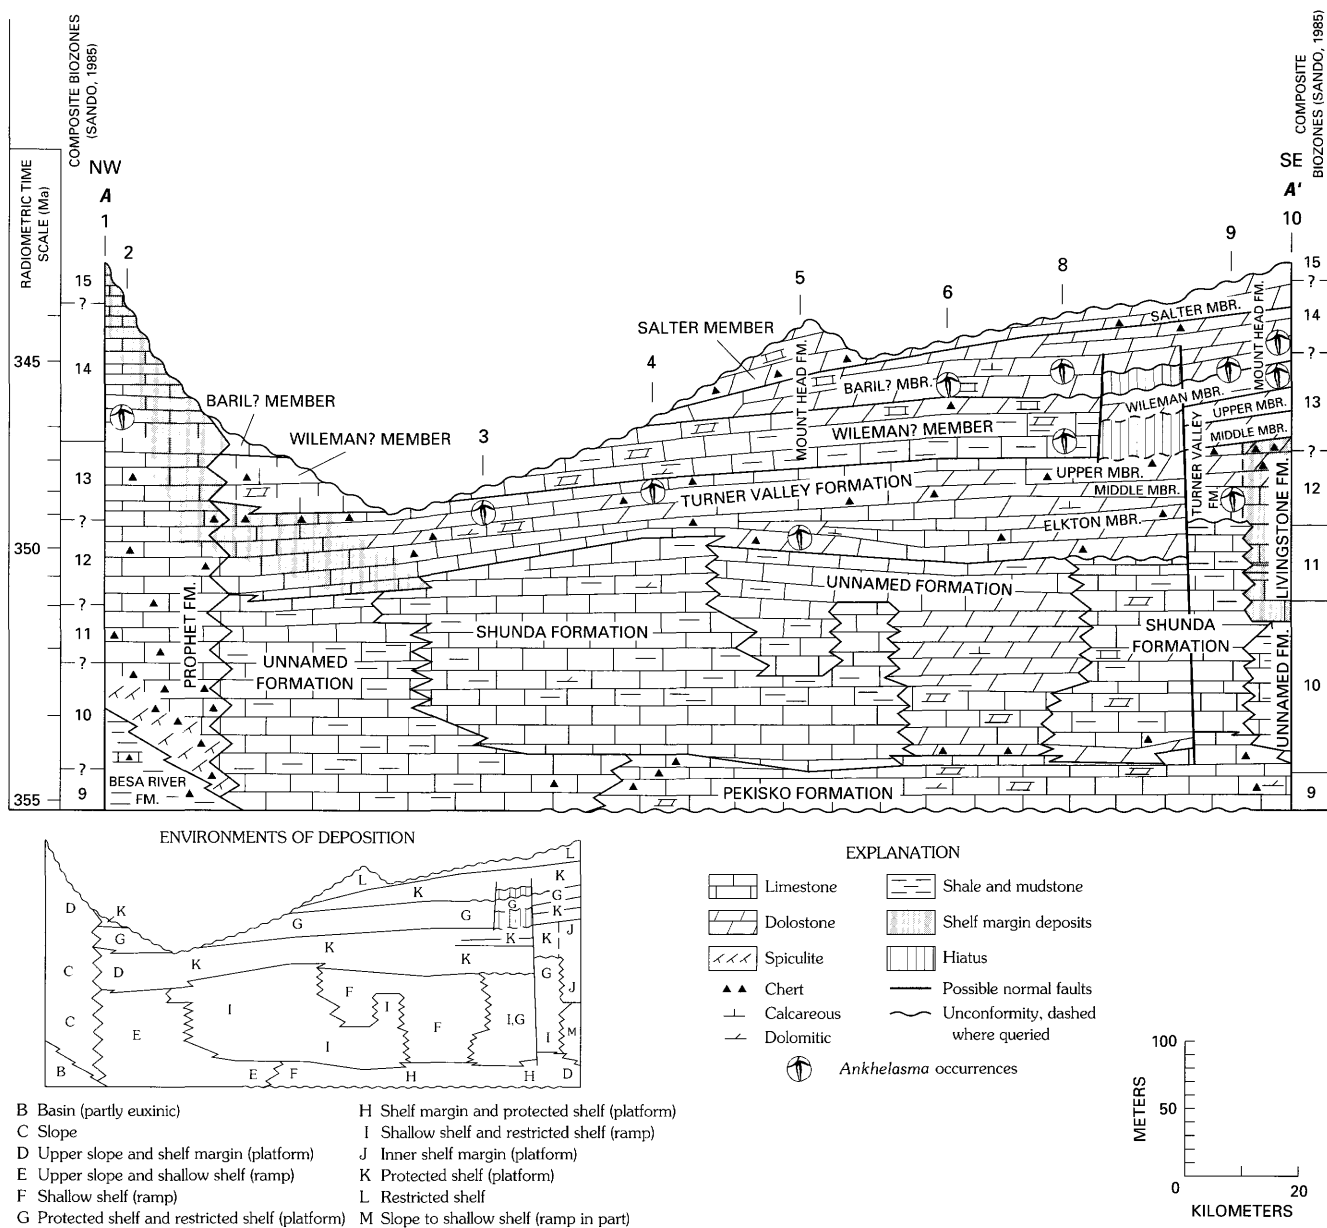 COMPOSITE BIOZONES
(SANDO, 1985)
COMPOSITE
BIOZONES (SANDO, 1985)
RADIOMETRIC TIME
SCALE (Ma)
NW
A
1
2
SE
A'
10
9
8
6
5
4
3
15
?
14
345
13
?
12
350
?
11
?
10
?
9
355
15
?
14
?
13
?
12
11
10
9
SALTER MBR.
SALTER MEMBER
MOUNT HEAD FM.
MOUNT HEAD FM.
BARIL? MBR.
BARIL? MEMBER
WILEMAN? MEMBER
WILEMAN MBR.
WILEMAN? MEMBER
UPPER MBR.
MIDDLE MBR.
TURNER VALLEY
FM.
UPPER MBR.
MIDDLE MBR.
TURNER VALLEY FORMATION
ELKTON MBR.
LIVINGSTONE FM.
UNNAMED FORMATION
PROPHET FM.
SHUNDA FORMATION
SHUNDA
FORMATION
UNNAMED
FORMATION
UNNAMED FM.
BESA RIVER
FM.
PEKISKO FORMATION
ENVIRONMENTS OF DEPOSITION
L
L
K
K
G
G
K
J
D
K
G
G
G
K
K
K
K
C
D
K
K
G
J
F
I
I
I,G
C
E
F
I
I
M
B
E
F
H
H
D
B Basin (partly euxinic)
C Slope
D Upper slope and shelf margin (platform)
E Upper slope and shallow shelf (ramp)
F Shallow shelf (ramp)
G Protected shelf and restricted shelf (platform)
H Shelf margin and protected shelf (platform)
I Shallow shelf and restricted shelf (ramp)
J Inner shelf margin (platform)
K Protected shelf (platform)
L Restricted shelf
M Slope to shallow shelf (ramp in part)
EXPLANATION
Limestone
Dolostone
Spiculite
Chert
Calcareous
Dolomitic
Shale and mudstone
Shelf margin deposits
Hiatus
Possible normal faults
Unconformity, dashed
where queried
Ankhelasma occurrences
100
50
0
METERS
20
KILOMETERS